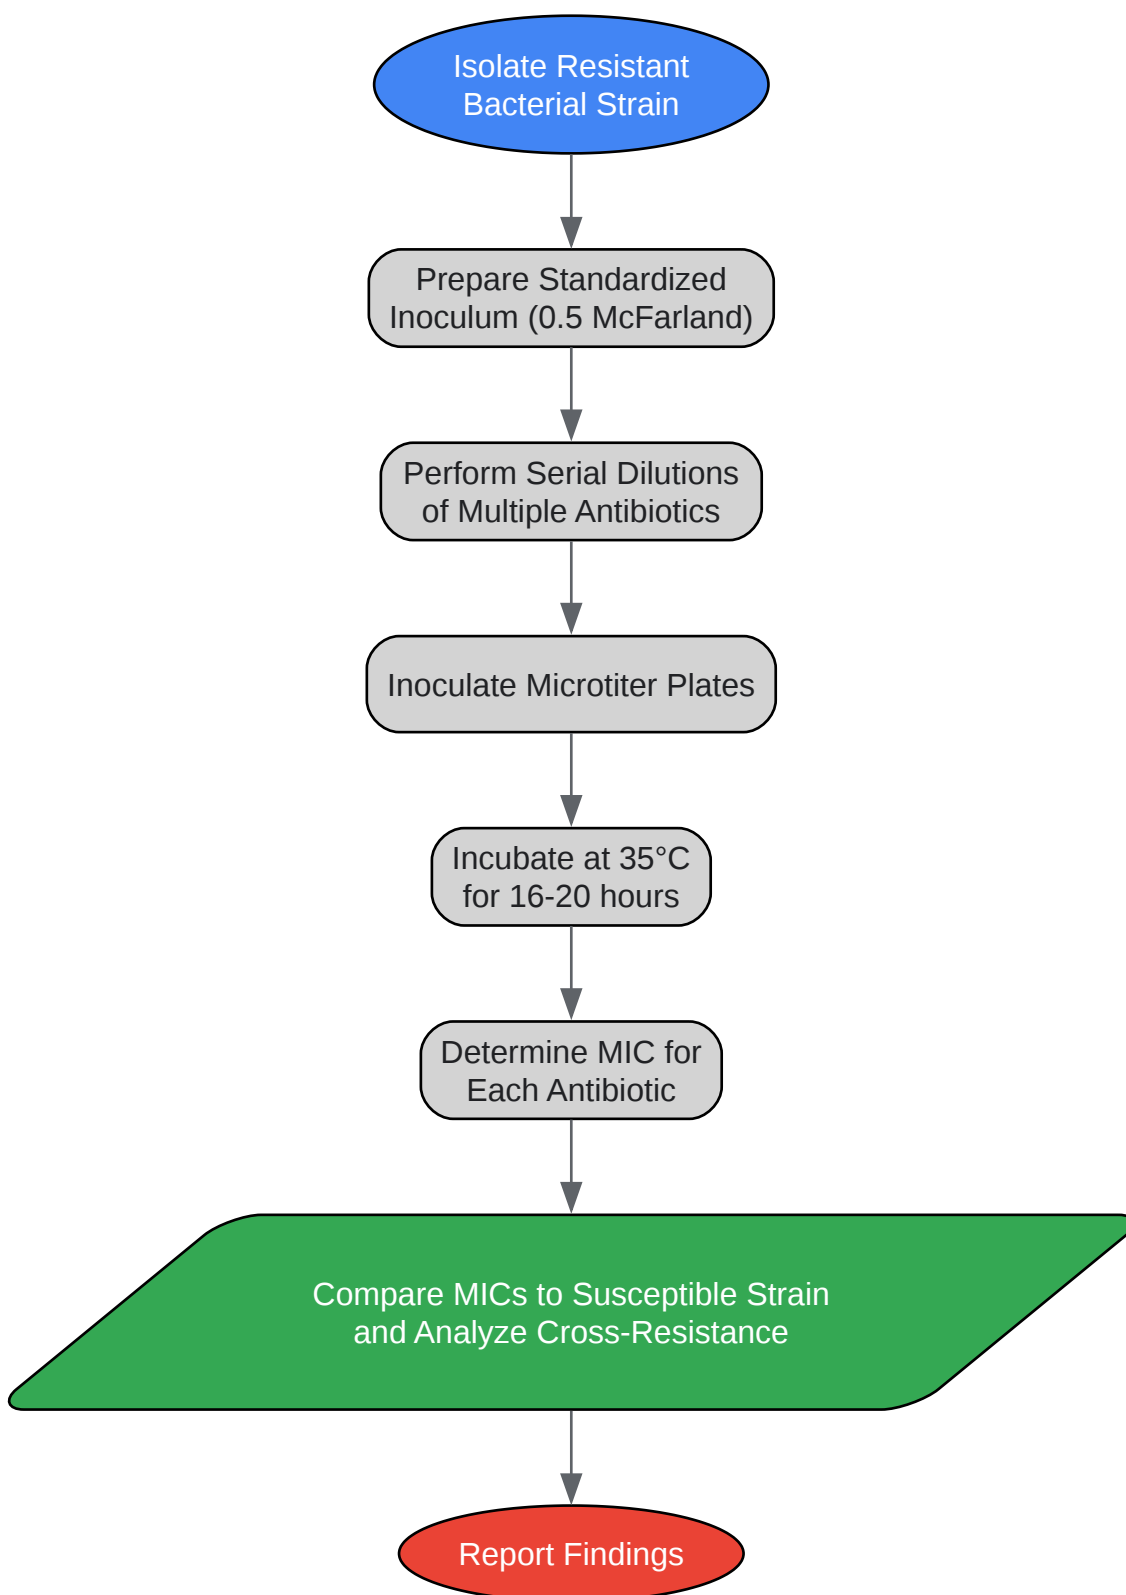 Isolate Resistant
Bacterial Strain
Prepare Standardized
Inoculum (0.5 McFarland)
Perform Serial Dilutions
of Multiple Antibiotics
Inoculate Microtiter Plates
Incubate at 35°C
for 16-20 hours
Determine MIC for
Each Antibiotic
Compare MICs to Susceptible Strain
and Analyze Cross-Resistance
Report Findings